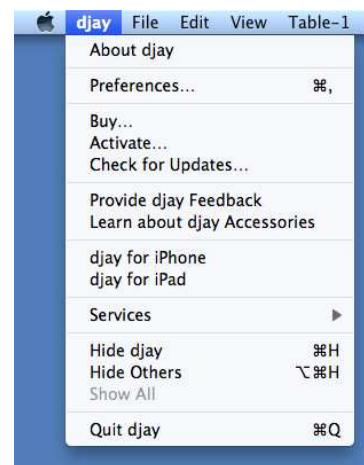 djay File Edit View Table-1
About djay
Preferences... ⌘,
Buy...
Activate...
Check for Updates...
Provide djay Feedback
Learn about djay Accessories
djay for iPhone
djay for iPad
Services ▶
Hide djay ⌘H
Hide Others ⌥⌘H
Show All
Quit djay ⌘Q